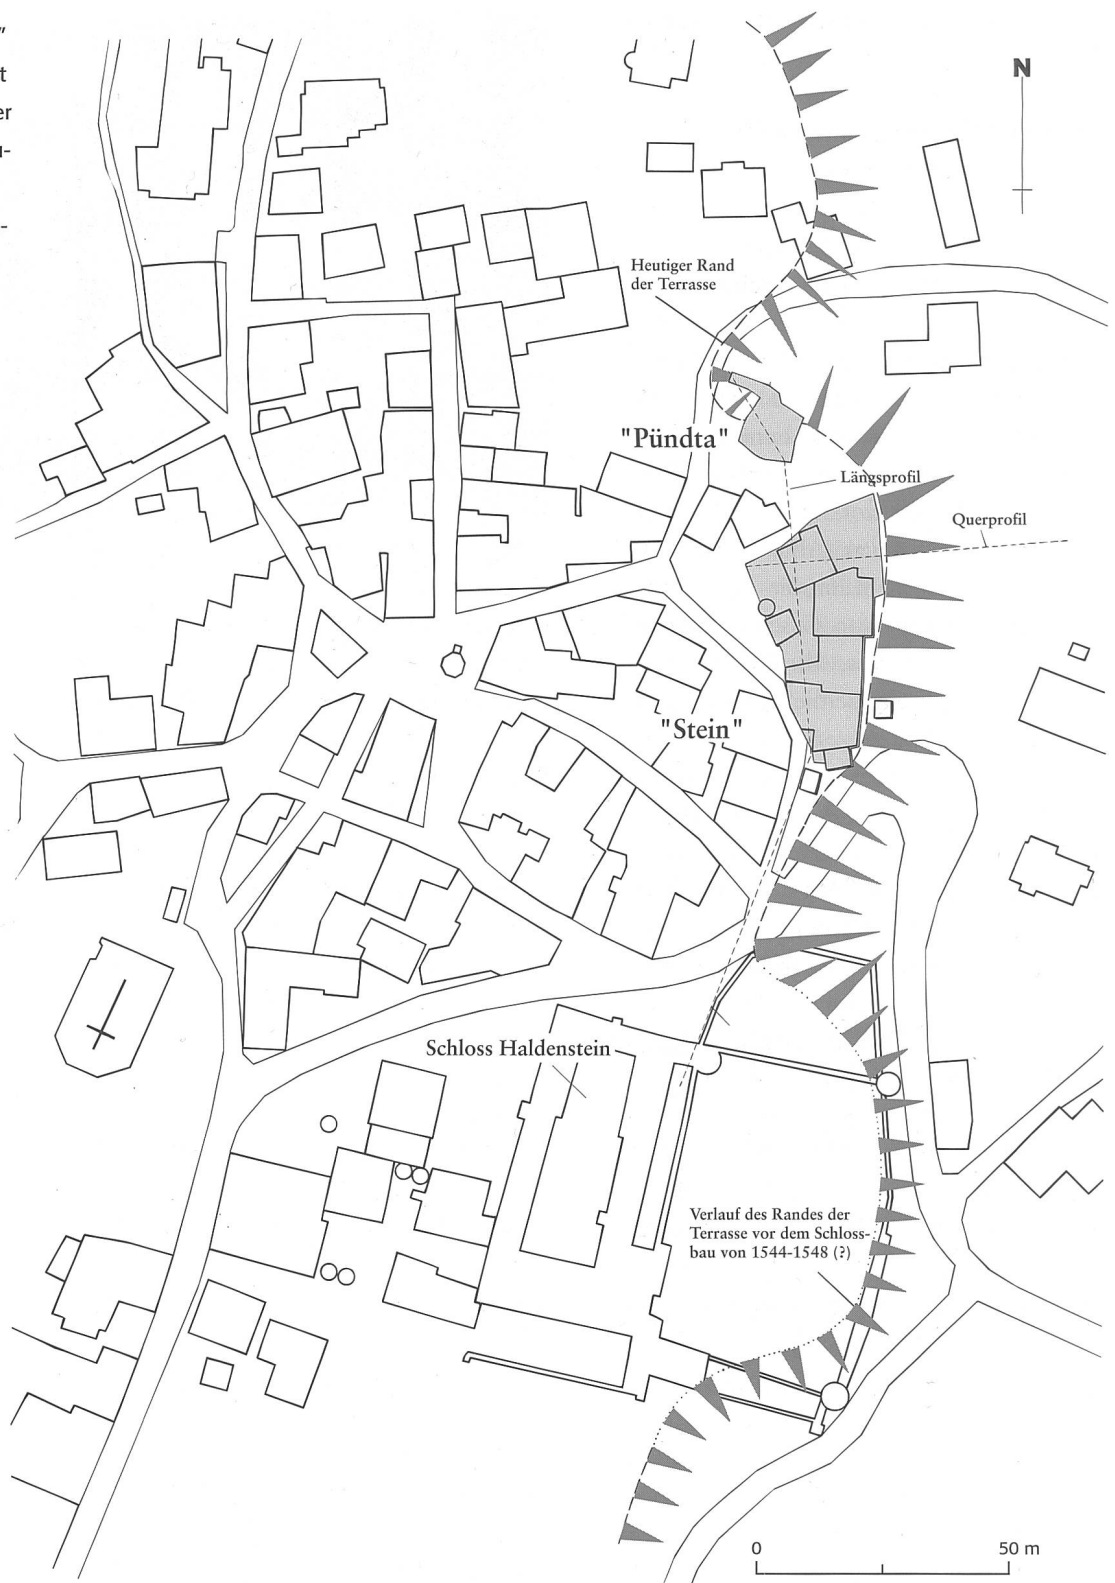 "
t
er
-
-
N
Heutiger Rand
der Terrasse
"Pündta"
Längsprofil
Querprofil
"Stein"
Schloss Haldenstein
Verlauf des Randes der
Terrasse vor dem Schloss-
bau von 1544-1548 (?)
0
50 m